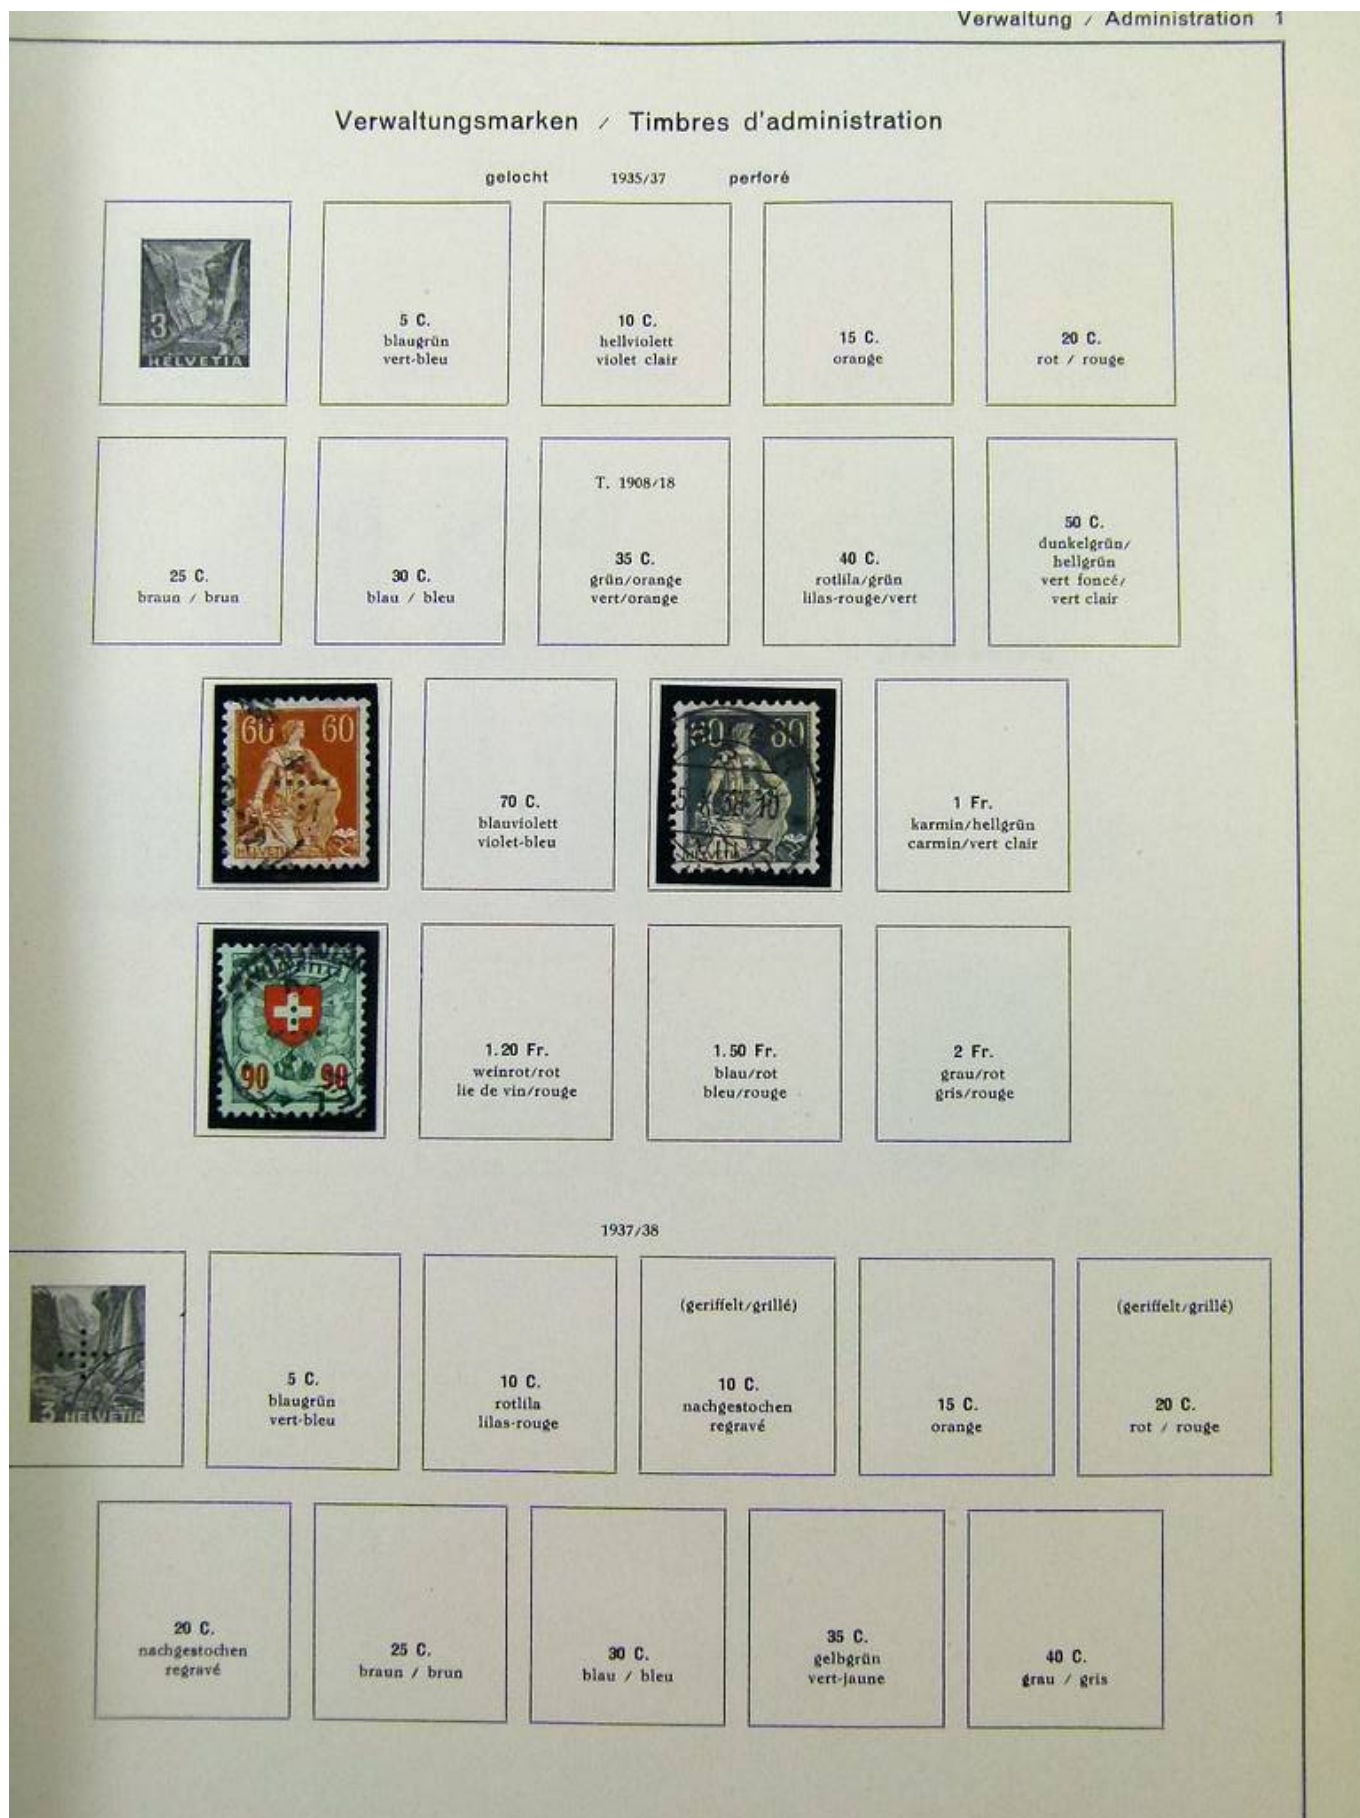 Verwaltung / Administration 1
Verwaltungsmarken / Timbres d'administration
gelocht 1935/37 perforé
3
HELVETIA
5 C.
blaugrün
vert-bleu
10 C.
hellviolett
violet clair
15 C.
orange
20 C.
rot / rouge
25 C.
braun / brun
30 C.
blau / bleu
T. 1908/18
35 C.
grün/orange
vert/orange
40 C.
rotlila/grün
lilas-rouge/vert
50 C.
dunkelgrün/
hellgrün
vert foncé/
vert clair
60 60
HELVETIA
70 C.
blauviolett
violet-bleu
80 80
HELVETIA
1 Fr.
karmin/hellgrün
carmin/vert clair
90 90
1.20 Fr.
weinrot/rot
lie de vin/rouge
1.50 Fr.
blau/rot
bleu/rouge
2 Fr.
grau/rot
gris/rouge
1937/38
3 HELVETIA
5 C.
blaugrün
vert-bleu
10 C.
rotlila
lilas-rouge
(geriffelt/grillé)
10 C.
nachgestochen
regravé
15 C.
orange
(geriffelt/grillé)
20 C.
rot / rouge
20 C.
nachgestochen
regravé
25 C.
braun / brun
30 C.
blau / bleu
35 C.
gelbgrün
vert-jaune
40 C.
grau / gris